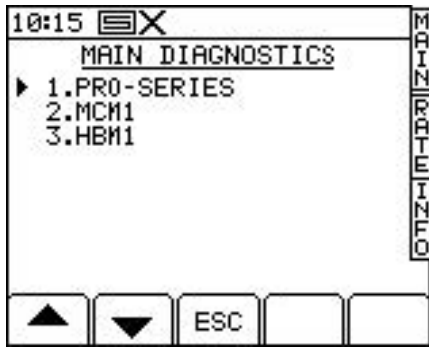 10:15
MAIN DIAGNOSTICS
1.PRO-SERIES
2.MCM1
3.HBM1
MAIN
RATE
INFO
ESC